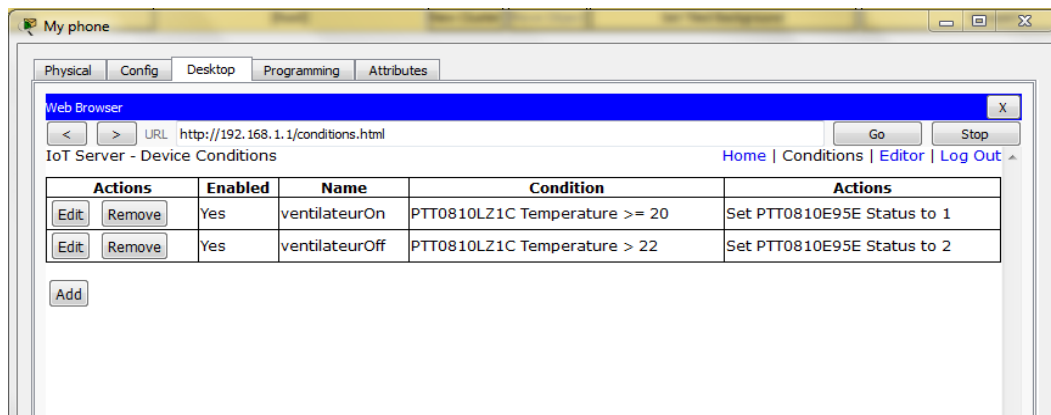 My phone
Physical Config Desktop Programming Attributes
Web Browser X
< > URL http://192.168.1.1/conditions.html Go Stop
IoT Server - Device Conditions Home | Conditions | Editor | Log Out
Actions Enabled Name Condition Actions
Edit Remove Yes ventilateurOn PTT0810LZ1C Temperature >= 20 Set PTT0810E95E Status to 1
Edit Remove Yes ventilateurOff PTT0810LZ1C Temperature > 22 Set PTT0810E95E Status to 2
Add